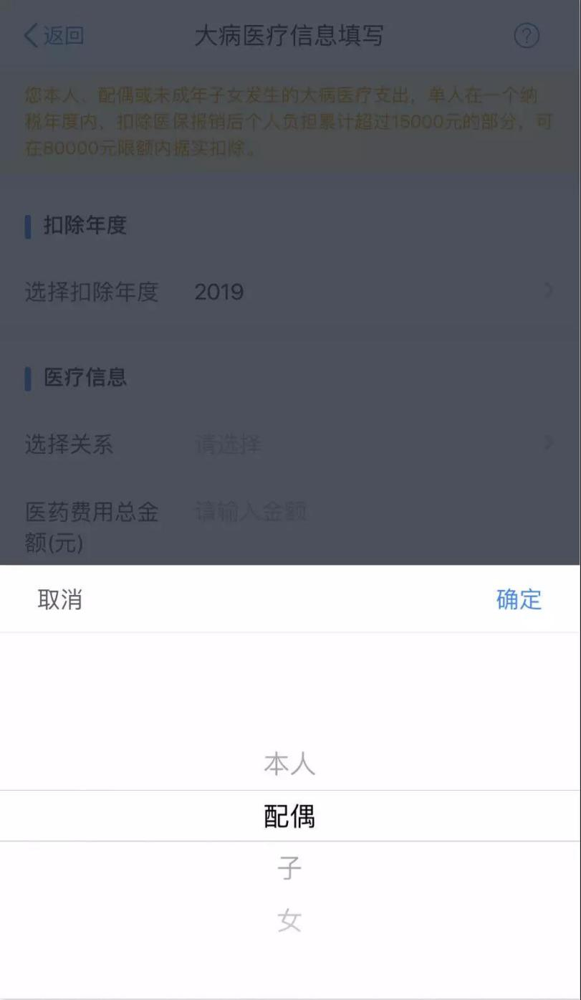 返回
大病医疗信息填写
?
您本人、配偶或未成年子女发生的大病医疗支出，单人在一个纳
税年度内，扣除医保报销后个人负担累计超过15000元的部分，可
在80000元限额内据实扣除。
扣除年度
选择扣除年度 2019
医疗信息
选择关系 请选择
医药费用总金 请输入金额
额(元)
取消 确定
本人
配偶
子
女